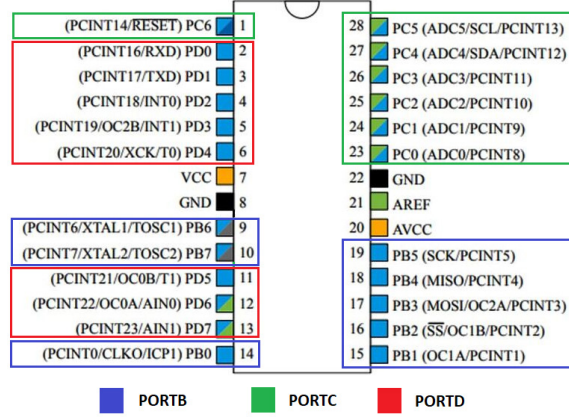 (PCINT14/RESET) PC6 1
(PCINT16/RXD) PD0 2
(PCINT17/TXD) PD1 3
(PCINT18/INT0) PD2 4
(PCINT19/OC2B/INT1) PD3 5
(PCINT20/XCK/T0) PD4 6
VCC 7
GND 8
(PCINT6/XTAL1/TOSC1) PB6 9
(PCINT7/XTAL2/TOSC2) PB7 10
(PCINT21/OC0B/T1) PD5 11
(PCINT22/OC0A/AIN0) PD6 12
(PCINT23/AIN1) PD7 13
(PCINT0/CLKO/ICP1) PB0 14
28 PC5 (ADC5/SCL/PCINT13)
27 PC4 (ADC4/SDA/PCINT12)
26 PC3 (ADC3/PCINT11)
25 PC2 (ADC2/PCINT10)
24 PC1 (ADC1/PCINT9)
23 PC0 (ADC0/PCINT8)
22 GND
21 AREF
20 AVCC
19 PB5 (SCK/PCINT5)
18 PB4 (MISO/PCINT4)
17 PB3 (MOSI/OC2A/PCINT3)
16 PB2 (SS/OC1B/PCINT2)
15 PB1 (OC1A/PCINT1)
PORTB PORTC PORTD